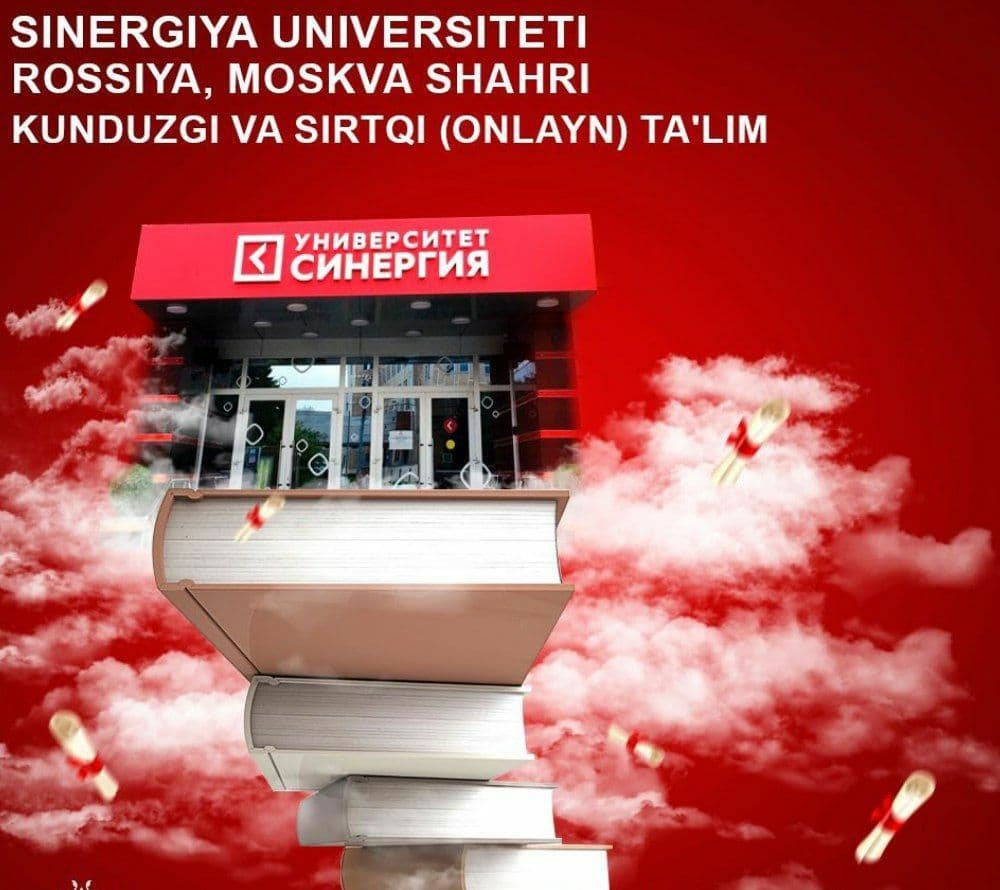 SINERGIYA UNIVERSITETI
ROSSIYA, MOSKVA SHAHRI
KUNDUZGI VA SIRTQI (ONLAYN) TA'LIM
УНИВЕРСИТЕТ
СИНЕРГИЯ